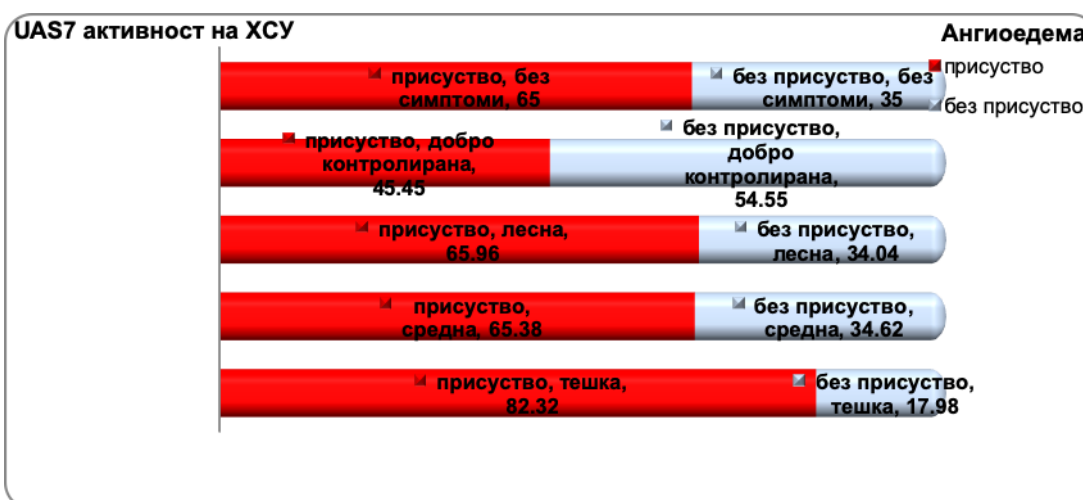 UAS7 активност на ХСУ
Ангиоедема
присуство
без присуство
присуство, без
симптоми, 65
без присуство, без
симптоми, 35
присуство, добро
контролирана,
45.45
без присуство,
добро
контролирана,
54.55
присуство, лесна,
65.96
без присуство,
лесна, 34.04
присуство,
средна, 65.38
без присуство,
средна, 34.62
присуство, тешка,
82.32
без присуство,
тешка, 17.98